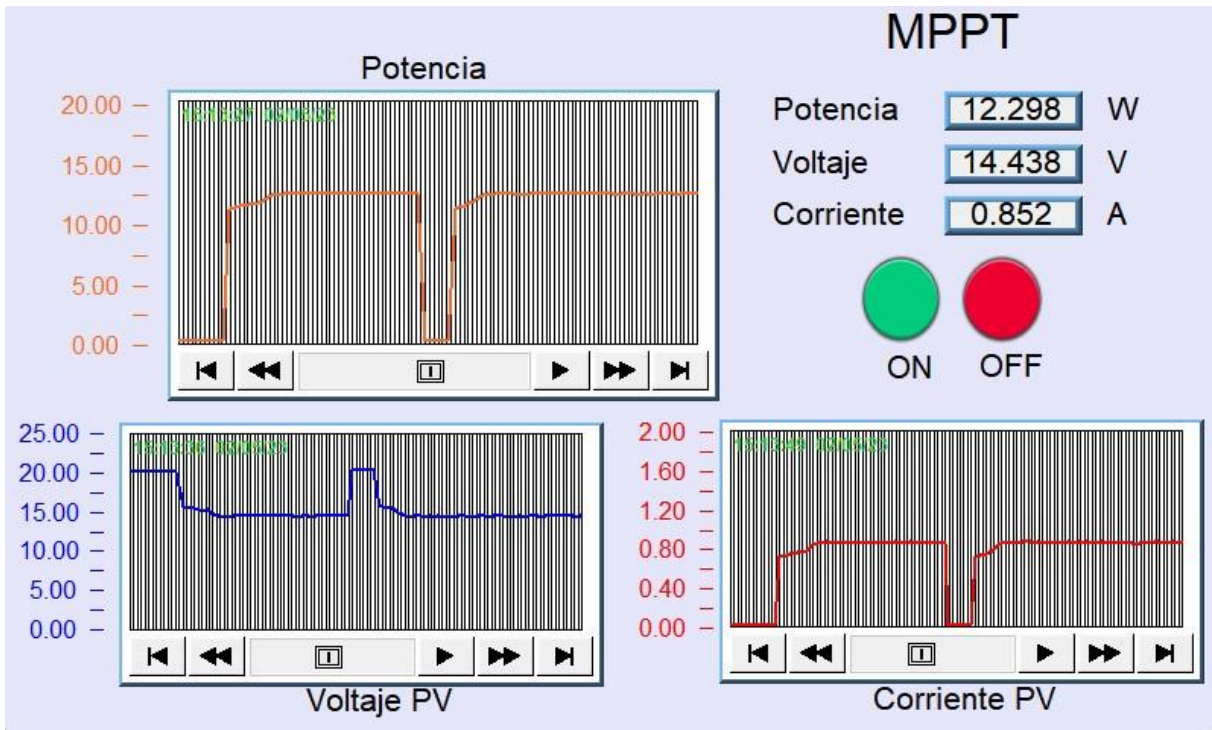 MPPT
Potencia
20.00
15.00
10.00
5.00
0.00
Potencia 12.298 W
Voltaje 14.438 V
Corriente 0.852 A
ON OFF
25.00
20.00
15.00
10.00
5.00
0.00
Voltaje PV
2.00
1.60
1.20
0.80
0.40
0.00
Corriente PV